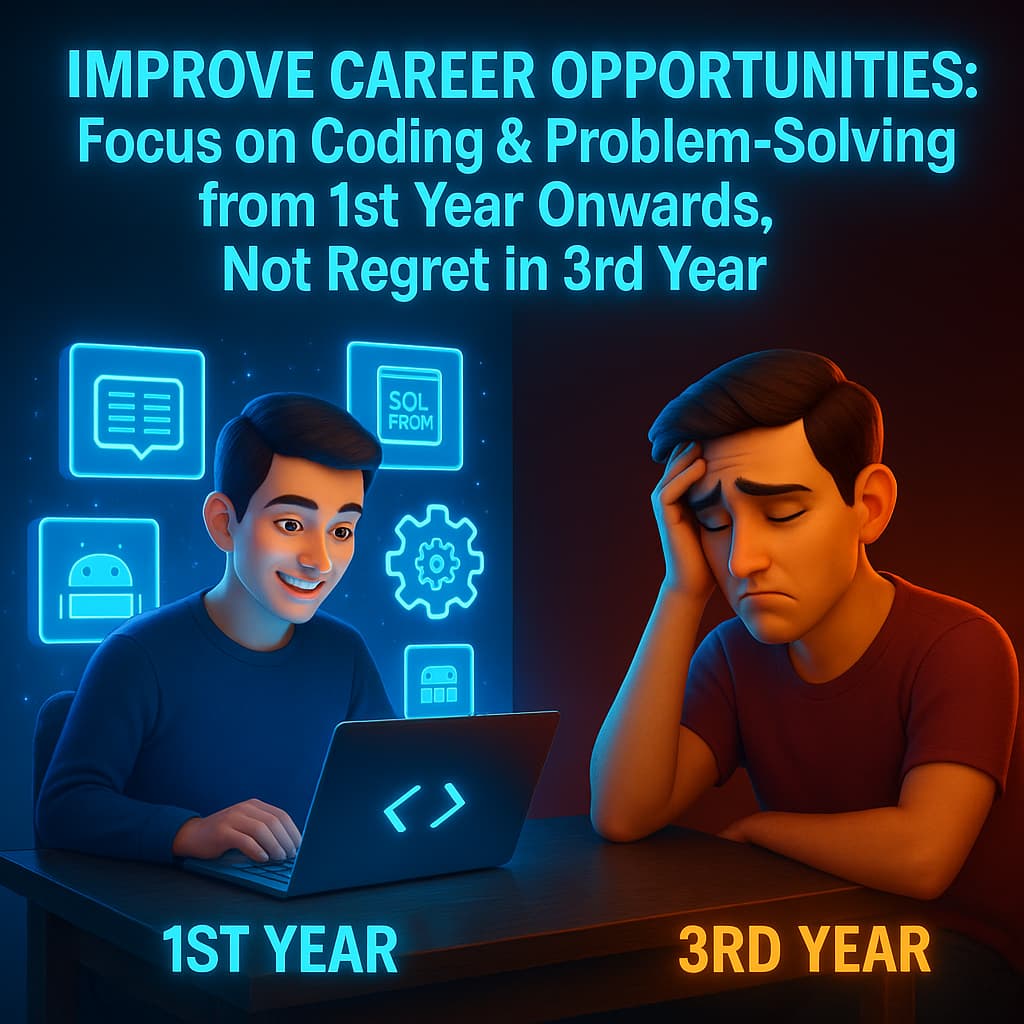 IMPROVE CAREER OPPORTUNITIES:
Focus on Coding & Problem-Solving
from 1st Year Onwards,
Not Regret in 3rd Year
SOL
FROM
< >
1ST YEAR
3RD YEAR